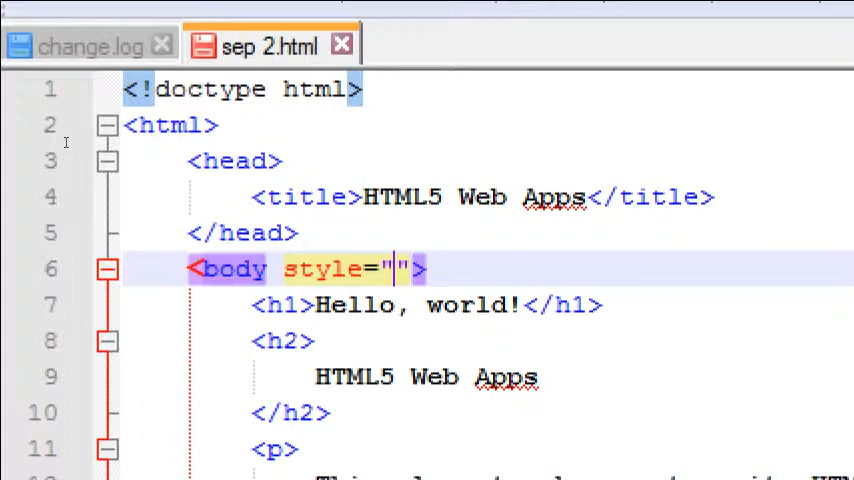 change.log sep 2.html
1 <!doctype html>
2 <html>
3 <head>
4 <title>HTML5 Web Apps</title>
5 </head>
6 <body style="">
7 <h1>Hello, world!</h1>
8 <h2>
9 HTML5 Web Apps
10 </h2>
11 <p>